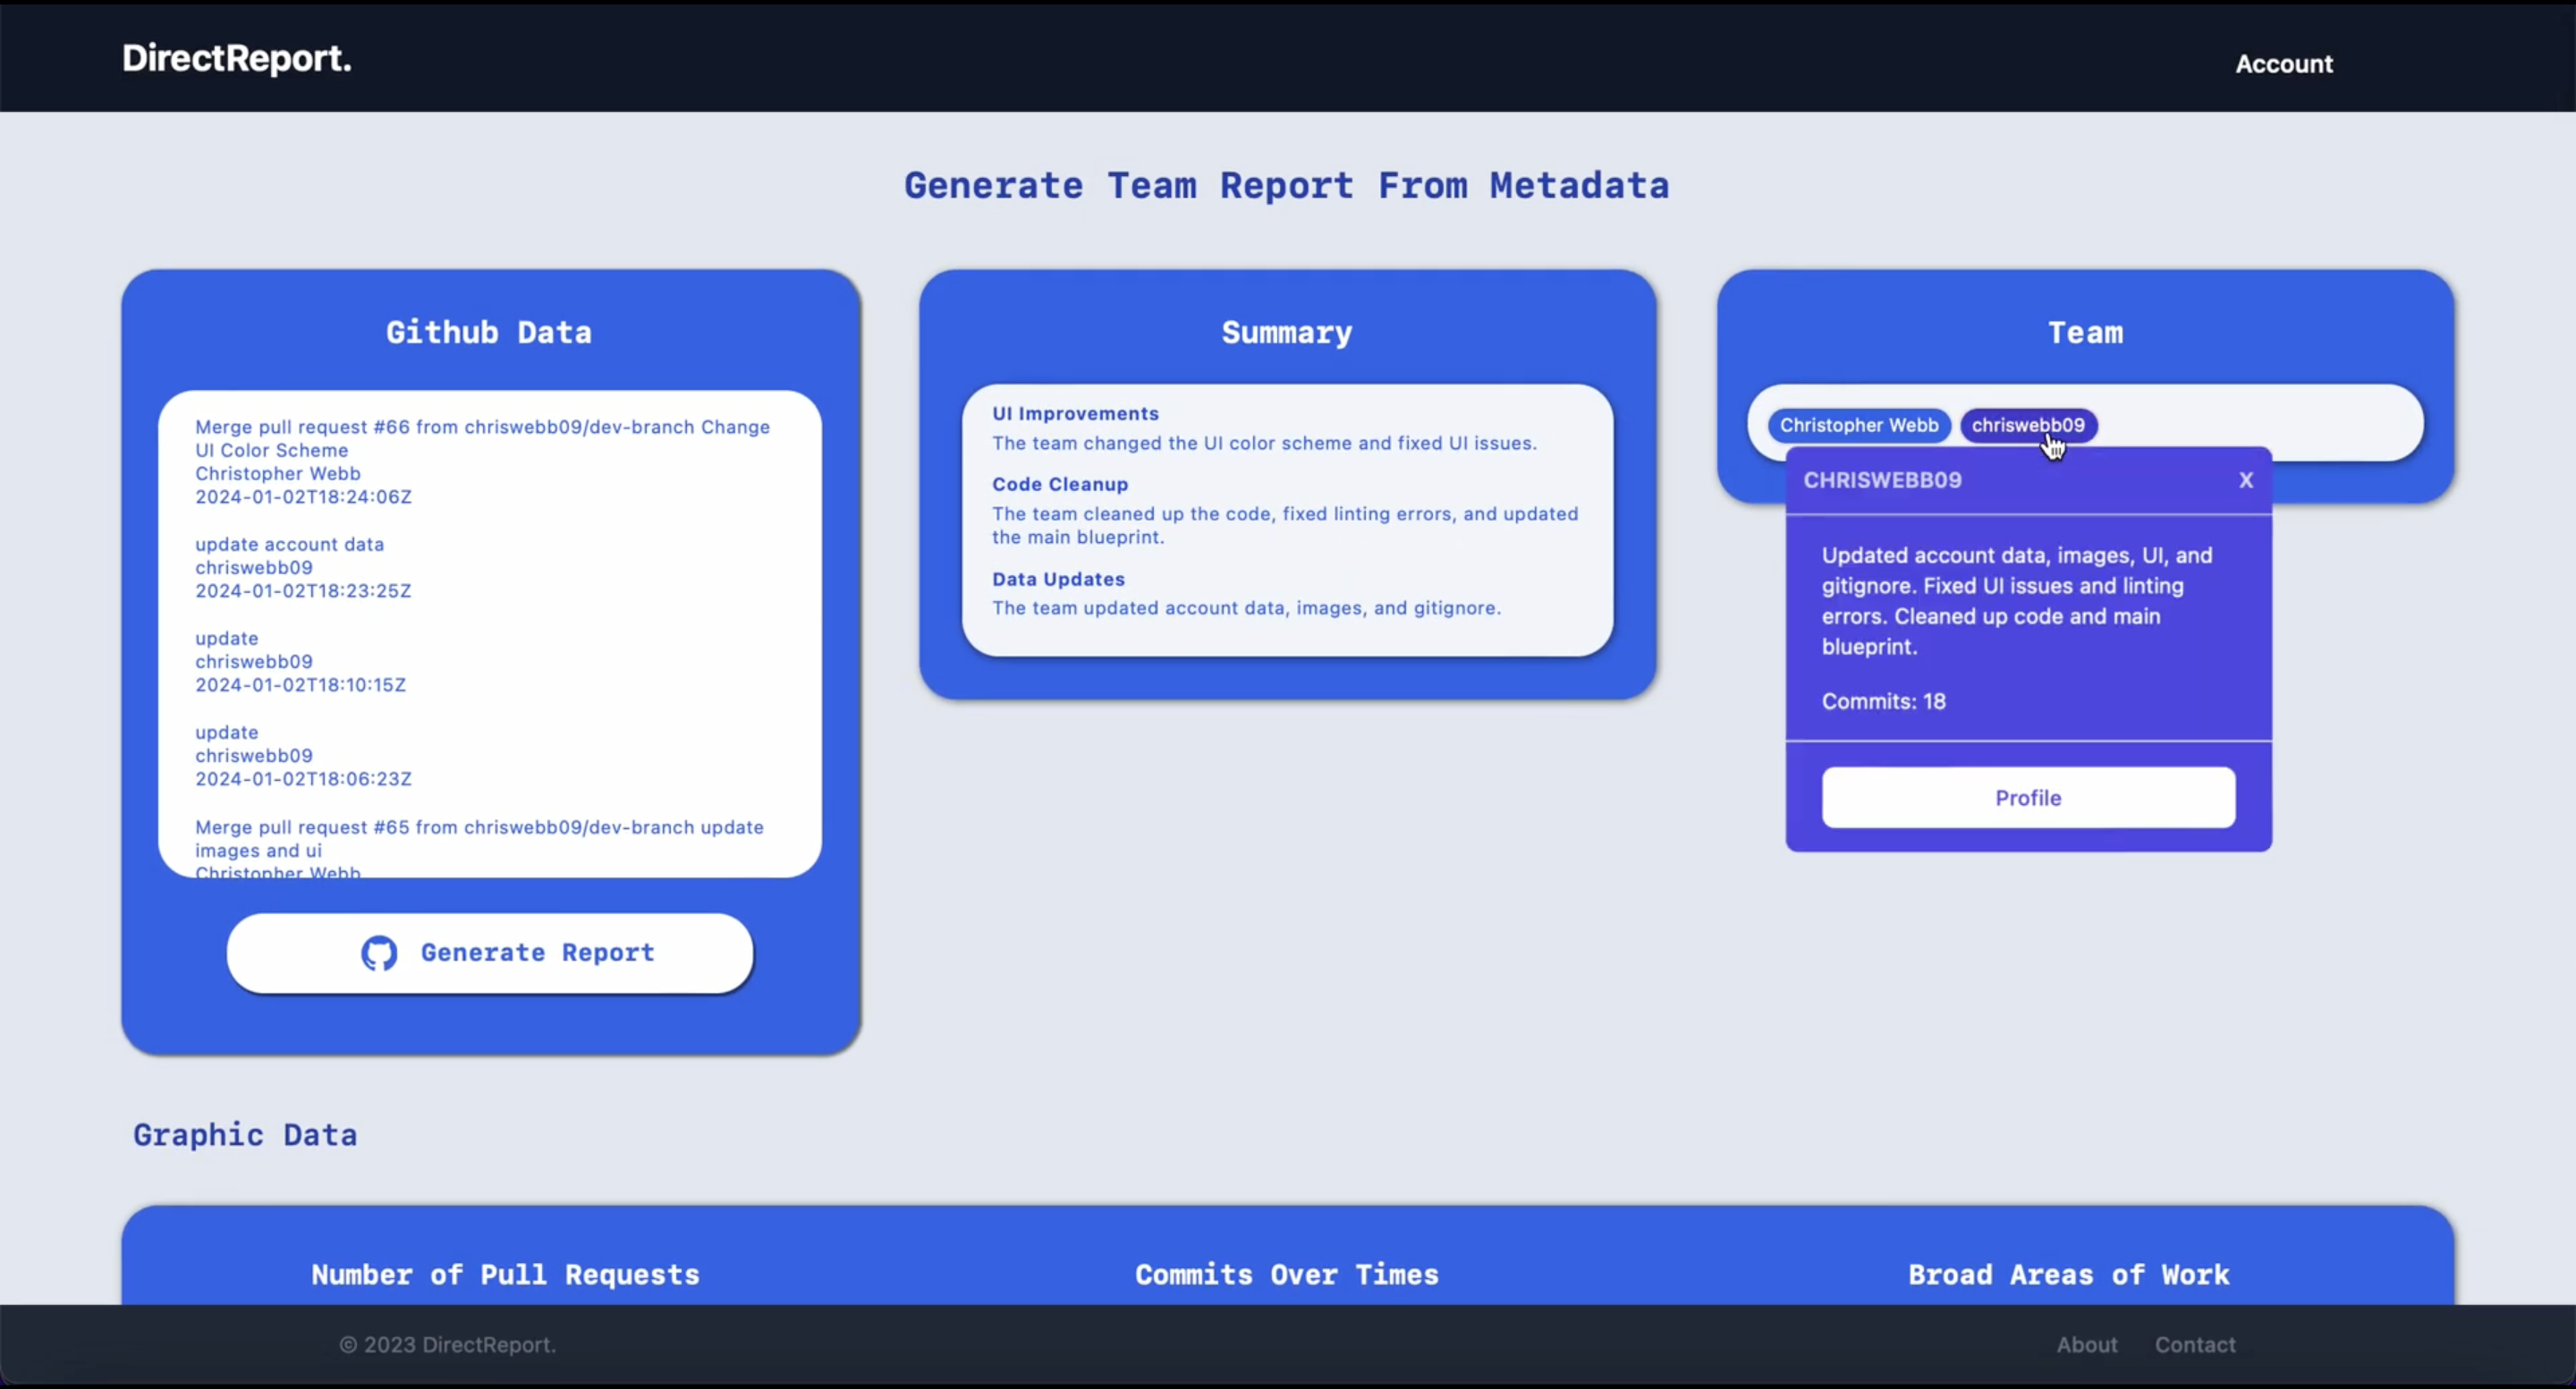 DirectReport.
Account
Generate Team Report From Metadata
Github Data
Merge pull request #66 from chriswebb09/dev-branch Change
UI Color Scheme
Christopher Webb
2024-01-02T18:24:06Z
update account data
chriswebb09
2024-01-02T18:23:25Z
update
chriswebb09
2024-01-02T18:10:15Z
update
chriswebb09
2024-01-02T18:06:23Z
Merge pull request #65 from chriswebb09/dev-branch update
images and ui
Christopher Webb
Generate Report
Summary
UI Improvements
The team changed the UI color scheme and fixed UI issues.
Code Cleanup
The team cleaned up the code, fixed linting errors, and updated
the main blueprint.
Data Updates
The team updated account data, images, and gitignore.
Team
Christopher Webb
chriswebb09
CHRISWEBB09
X
Updated account data, images, UI, and
gitignore. Fixed UI issues and linting
errors. Cleaned up code and main
blueprint.
Commits: 18
Profile
Graphic Data
Number of Pull Requests
Commits Over Times
Broad Areas of Work
© 2023 DirectReport.
About
Contact